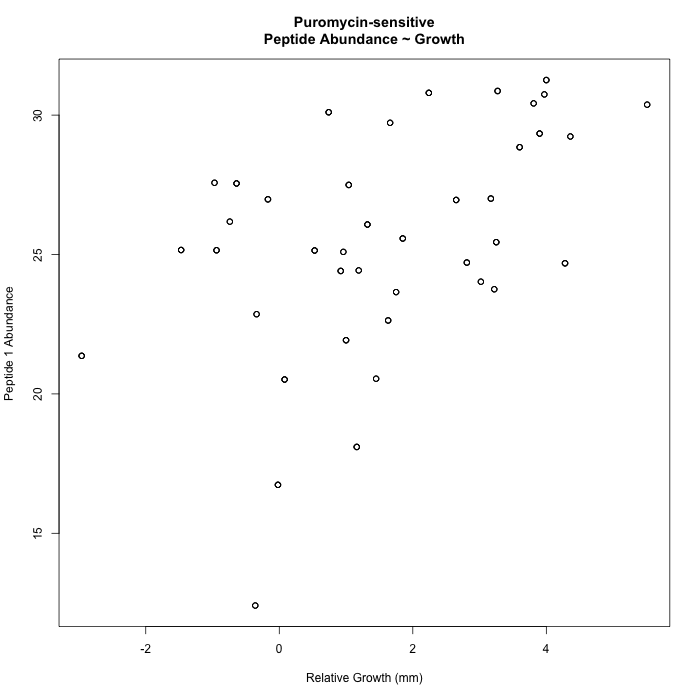 Puromycin-sensitive
Peptide Abundance ~ Growth
30
25
20
15
Peptide 1 Abundance
-2 0 2 4
Relative Growth (mm)